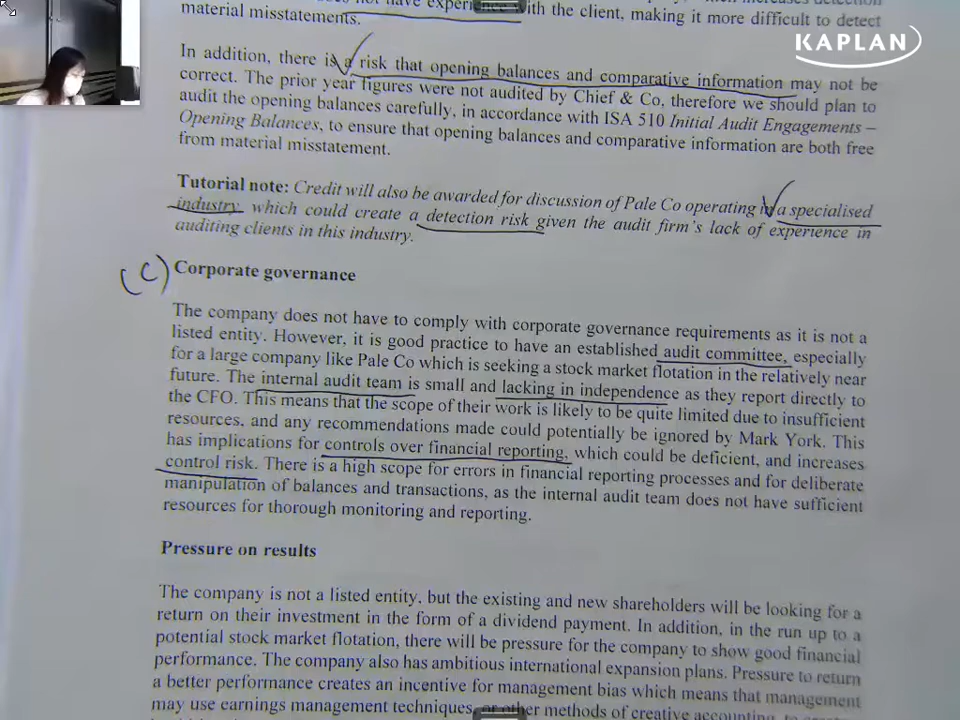 material misstatements.
not have experience with the client, making it more difficult to detect
KAPLAN
In addition, there is a risk that opening balances and comparative information may not be
correct. The prior year figures were not audited by Chief & Co, therefore we should plan to
audit the opening balances carefully, in accordance with ISA 510 Initial Audit Engagements –
Opening Balances, to ensure that opening balances and comparative information are both free
from material misstatement.
Tutorial note: Credit will also be awarded for discussion of Pale Co operating in a specialised
industry which could create a detection risk given the audit firm's lack of experience in
auditing clients in this industry.
(C) Corporate governance
The company does not have to comply with corporate governance requirements as it is not a
listed entity. However, it is good practice to have an established audit committee, especially
for a large company like Pale Co which is seeking a stock market flotation in the relatively near
future. The internal audit team is small and lacking in independence as they report directly to
the CFO. This means that the scope of their work is likely to be quite limited due to insufficient
resources, and any recommendations made could potentially be ignored by Mark York. This
has implications for controls over financial reporting, which could be deficient, and increases
control risk. There is a high scope for errors in financial reporting processes and for deliberate
manipulation of balances and transactions, as the internal audit team does not have sufficient
resources for thorough monitoring and reporting.
Pressure on results
The company is not a listed entity, but the existing and new shareholders will be looking for a
return on their investment in the form of a dividend payment. In addition, in the run up to a
potential stock market flotation, there will be pressure for the company to show good financial
performance. The company also has ambitious international expansion plans. Pressure to return
a better performance creates an incentive for management bias which means that management
may use earnings management techniques, or other methods of creative accounting, to